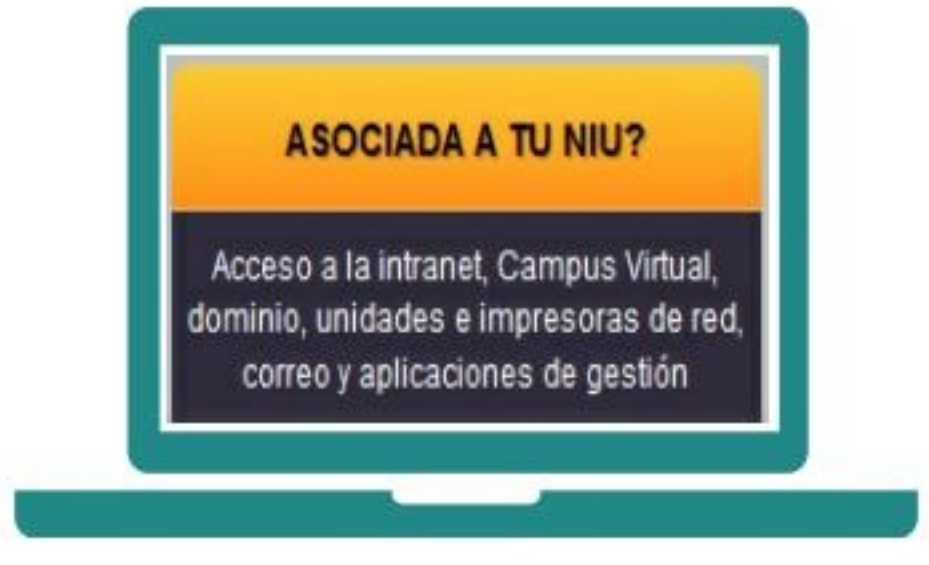 ASOCIADA A TU NIU?
Acceso a la intranet, Campus Virtual,
dominio, unidades e impresoras de red,
correo y aplicaciones de gestión